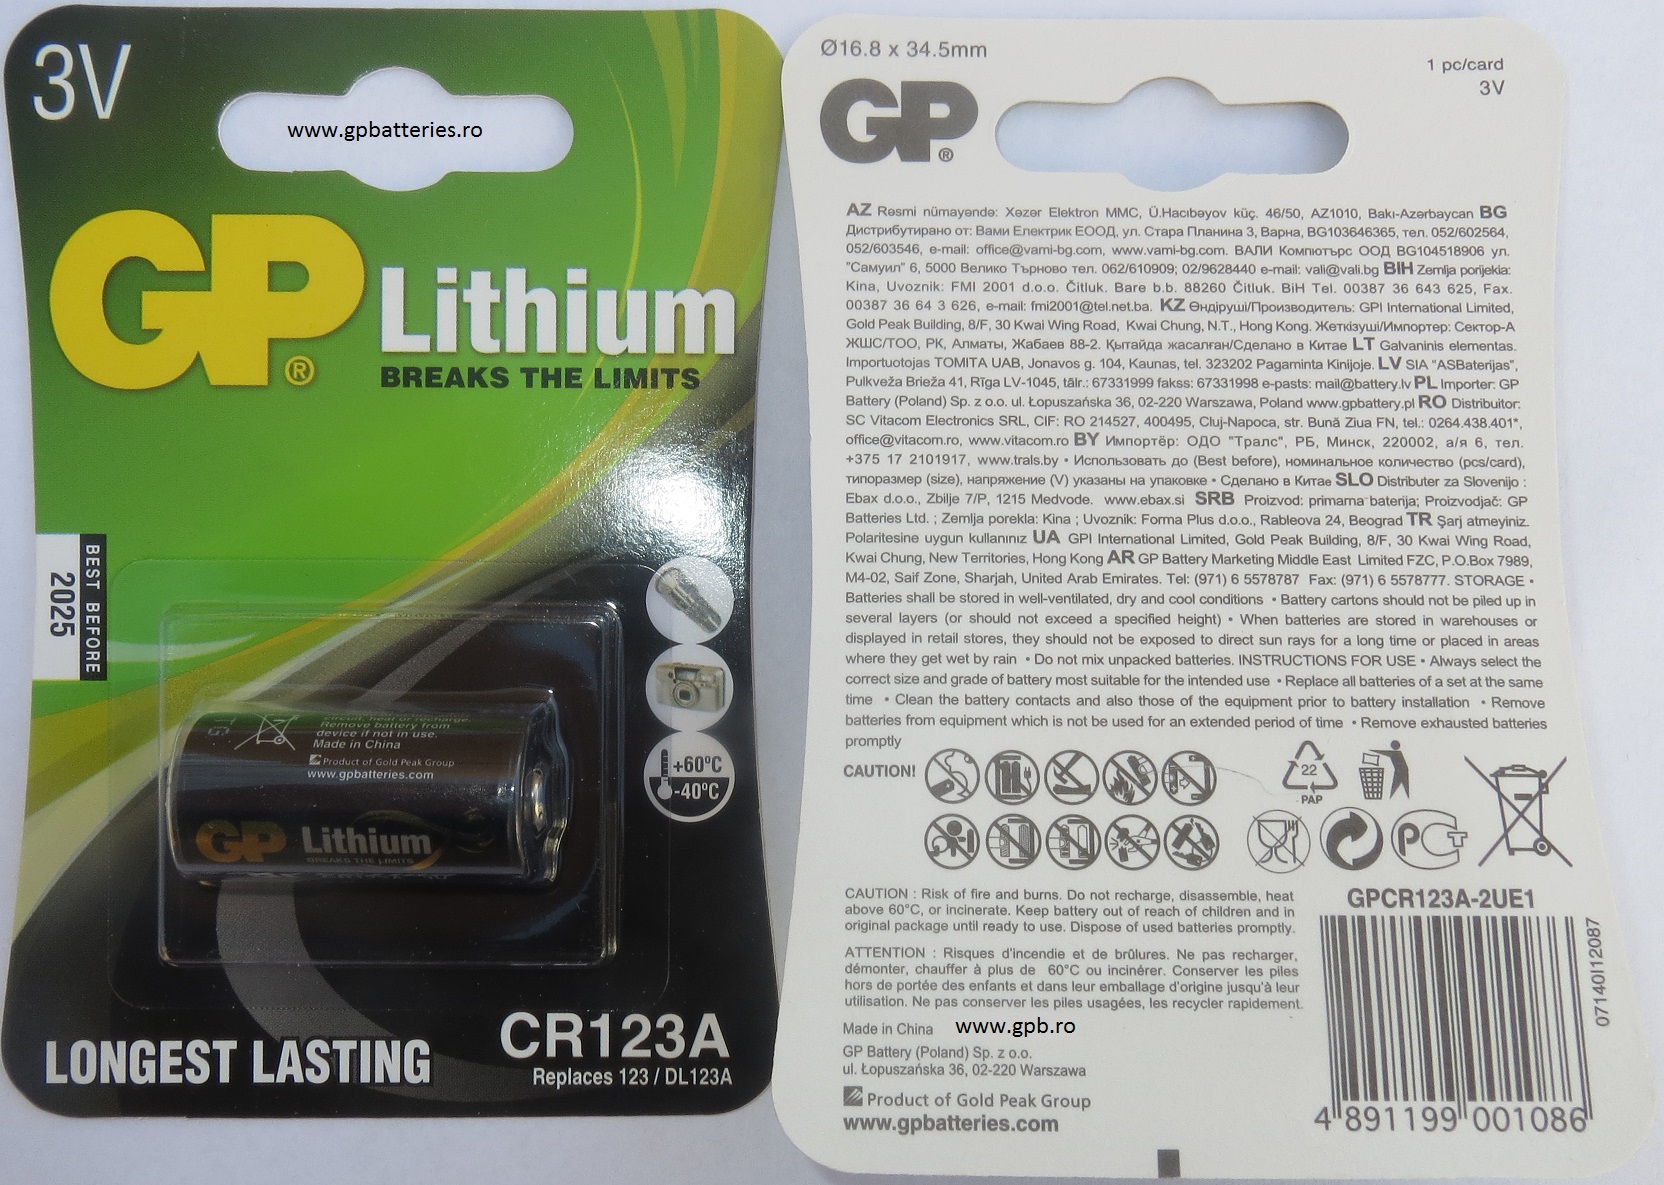 3V
www.gpbatteries.ro
GP®
Lithium
BREAKS THE LIMITS
BEST BEFORE
2025
+60ºC
-40ºC
circuit, heat or recharge.
Remove battery from
device if not in use.
Made in China
Product of Gold Peak Group
www.gpbatteries.com
GP Lithium
BREAKS THE LIMITS
LONGEST LASTING
CR123A
Replaces 123 / DL123A
Ø16.8 x 34.5mm
1 pc/card
3V
GP®
AZ Rəsmi nümayəndə: Xəzər Elektron MMC, Ü.Hacıbəyov küç. 46/50, AZ1010, Bakı-Azərbaycan BG
Дистрибутирано от: Вами Електрик ЕООД, ул. Стара Планина 3, Варна, BG103646365, тел. 052/602564,
052/603546, e-mail: office@vami-bg.com, www.vami-bg.com. ВАЛИ Компютърс ООД BG104518906 ул.
"Самуил" 6, 5000 Велико Търново тел. 062/610909; 02/9628440 e-mail: vali@vali.bg BIH Zemlja porijekla:
Kina, Uvoznik: FMI 2001 d.o.o. Čitluk. Bare b.b. 88260 Čitluk. BiH Tel. 00387 36 643 625, Fax.
00387 36 64 3 626, e-mail: fmi2001@tel.net.ba. KZ Өндіруші/Производитель: GPI International Limited,
Gold Peak Building, 8/F, 30 Kwai Wing Road, Kwai Chung, N.T., Hong Kong. Жеткізуші/Импортер: Сектор-А
ЖШС/ТОО, РК, Алматы, Жабаев 88-2. Қытайда жасалған/Сделано в Китае LT Galvaninis elementas.
Importuotojas TOMITA UAB, Jonavos g. 104, Kaunas, tel. 323202 Pagaminta Kinijoje. LV SIA "ASBaterijas",
Pulkveža Brieža 41, Rīga LV-1045, tālr.: 67331999 fakss: 67331998 e-pasts: mail@battery.lv PL Importer: GP
Battery (Poland) Sp. z o.o. ul. Łopuszańska 36, 02-220 Warszawa, Poland www.gpbattery.pl RO Distribuitor:
SC Vitacom Electronics SRL, CIF: RO 214527, 400495, Cluj-Napoca, str. Bună Ziua FN, tel.: 0264.438.401*,
office@vitacom.ro, www.vitacom.ro BY Импортёр: ОДО "Тралс", РБ, Минск, 220002, а/я 6, тел.
+375 17 2101917, www.trals.by • Использовать до (Best before), номинальное количество (pcs/card),
типоразмер (size), напряжение (V) указаны на упаковке • Сделано в Китае SLO Distributer za Slovenijo :
Ebax d.o.o., Zbilje 7/P, 1215 Medvode. www.ebax.si SRB Proizvod: primarna baterija; Proizvodjač: GP
Batteries Ltd. ; Zemlja porekla: Kina ; Uvoznik: Forma Plus d.o.o., Rableova 24, Beograd TR Şarj atmeyiniz.
Polaritesine uygun kullanınız UA GPI International Limited, Gold Peak Building, 8/F, 30 Kwai Wing Road,
Kwai Chung, New Territories, Hong Kong AR GP Battery Marketing Middle East Limited FZC, P.O.Box 7989,
M4-02, Saif Zone, Sharjah, United Arab Emirates. Tel: (971) 6 5578787 Fax: (971) 6 5578777. STORAGE •
Batteries shall be stored in well-ventilated, dry and cool conditions • Battery cartons should not be piled up in
several layers (or should not exceed a specified height) • When batteries are stored in warehouses or
displayed in retail stores, they should not be exposed to direct sun rays for a long time or placed in areas
where they get wet by rain • Do not mix unpacked batteries. INSTRUCTIONS FOR USE • Always select the
correct size and grade of battery most suitable for the intended use • Replace all batteries of a set at the same
time • Clean the battery contacts and also those of the equipment prior to battery installation • Remove
batteries from equipment which is not be used for an extended period of time • Remove exhausted batteries
promptly
CAUTION!
22
PAP
CAUTION : Risk of fire and burns. Do not recharge, disassemble, heat
above 60°C, or incinerate. Keep battery out of reach of children and in
original package until ready to use. Dispose of used batteries promptly.
ATTENTION : Risques d'incendie et de brûlures. Ne pas recharger,
démonter, chauffer à plus de 60°C ou incinérer. Conserver les piles
hors de portée des enfants et dans leur emballage d'origine jusqu'à leur
utilisation. Ne pas conserver les piles usagées, les recycler rapidement.
Made in China
www.gpb.ro
GP Battery (Poland) Sp. z o.o.
ul. Łopuszańska 36, 02-220 Warszawa
Product of Gold Peak Group
www.gpbatteries.com
GPCR123A-2UE1
07140I12087
4 891199 001086